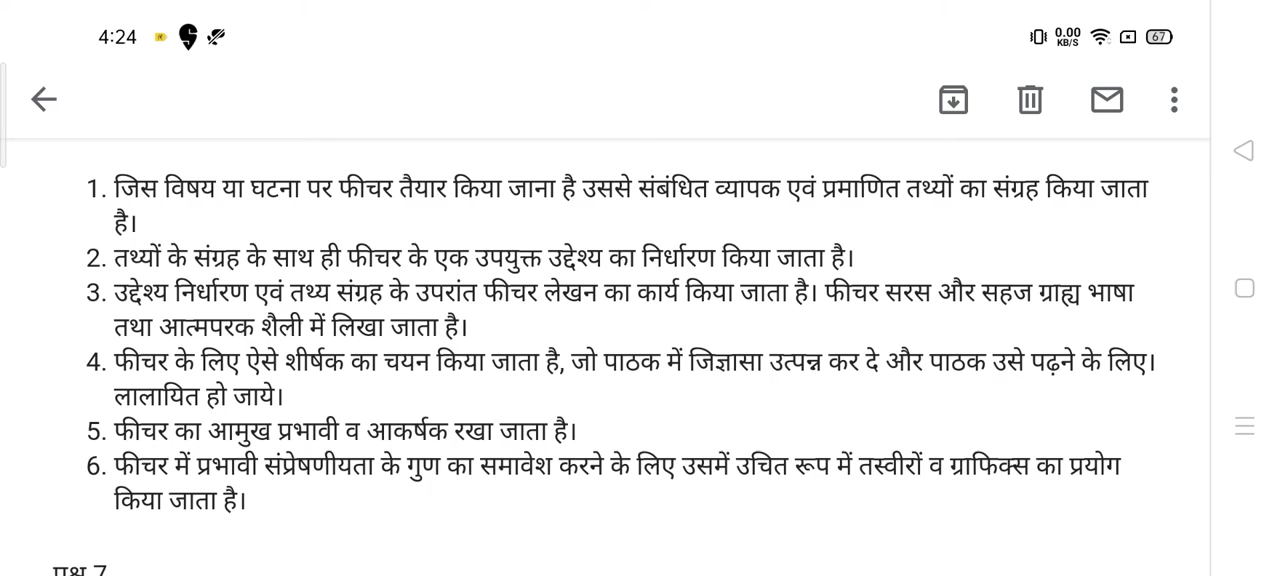 4:24
0.00
KB/S
67
1. जिस विषय या घटना पर फीचर तैयार किया जाना है उससे संबंधित व्यापक एवं प्रमाणित तथ्यों का संग्रह किया जाता
है।
2. तथ्यों के संग्रह के साथ ही फीचर के एक उपयुक्त उद्देश्य का निर्धारण किया जाता है।
3. उद्देश्य निर्धारण एवं तथ्य संग्रह के उपरांत फीचर लेखन का कार्य किया जाता है। फीचर सरस और सहज ग्राह्य भाषा
तथा आत्मपरक शैली में लिखा जाता है।
4. फीचर के लिए ऐसे शीर्षक का चयन किया जाता है, जो पाठक में जिज्ञासा उत्पन्न कर दे और पाठक उसे पढ़ने के लिए।
लालायित हो जाये।
5. फीचर का आमुख प्रभावी व आकर्षक रखा जाता है।
6. फीचर में प्रभावी संप्रेषणीयता के गुण का समावेश करने के लिए उसमें उचित रूप में तस्वीरों व ग्राफिक्स का प्रयोग
किया जाता है।
7